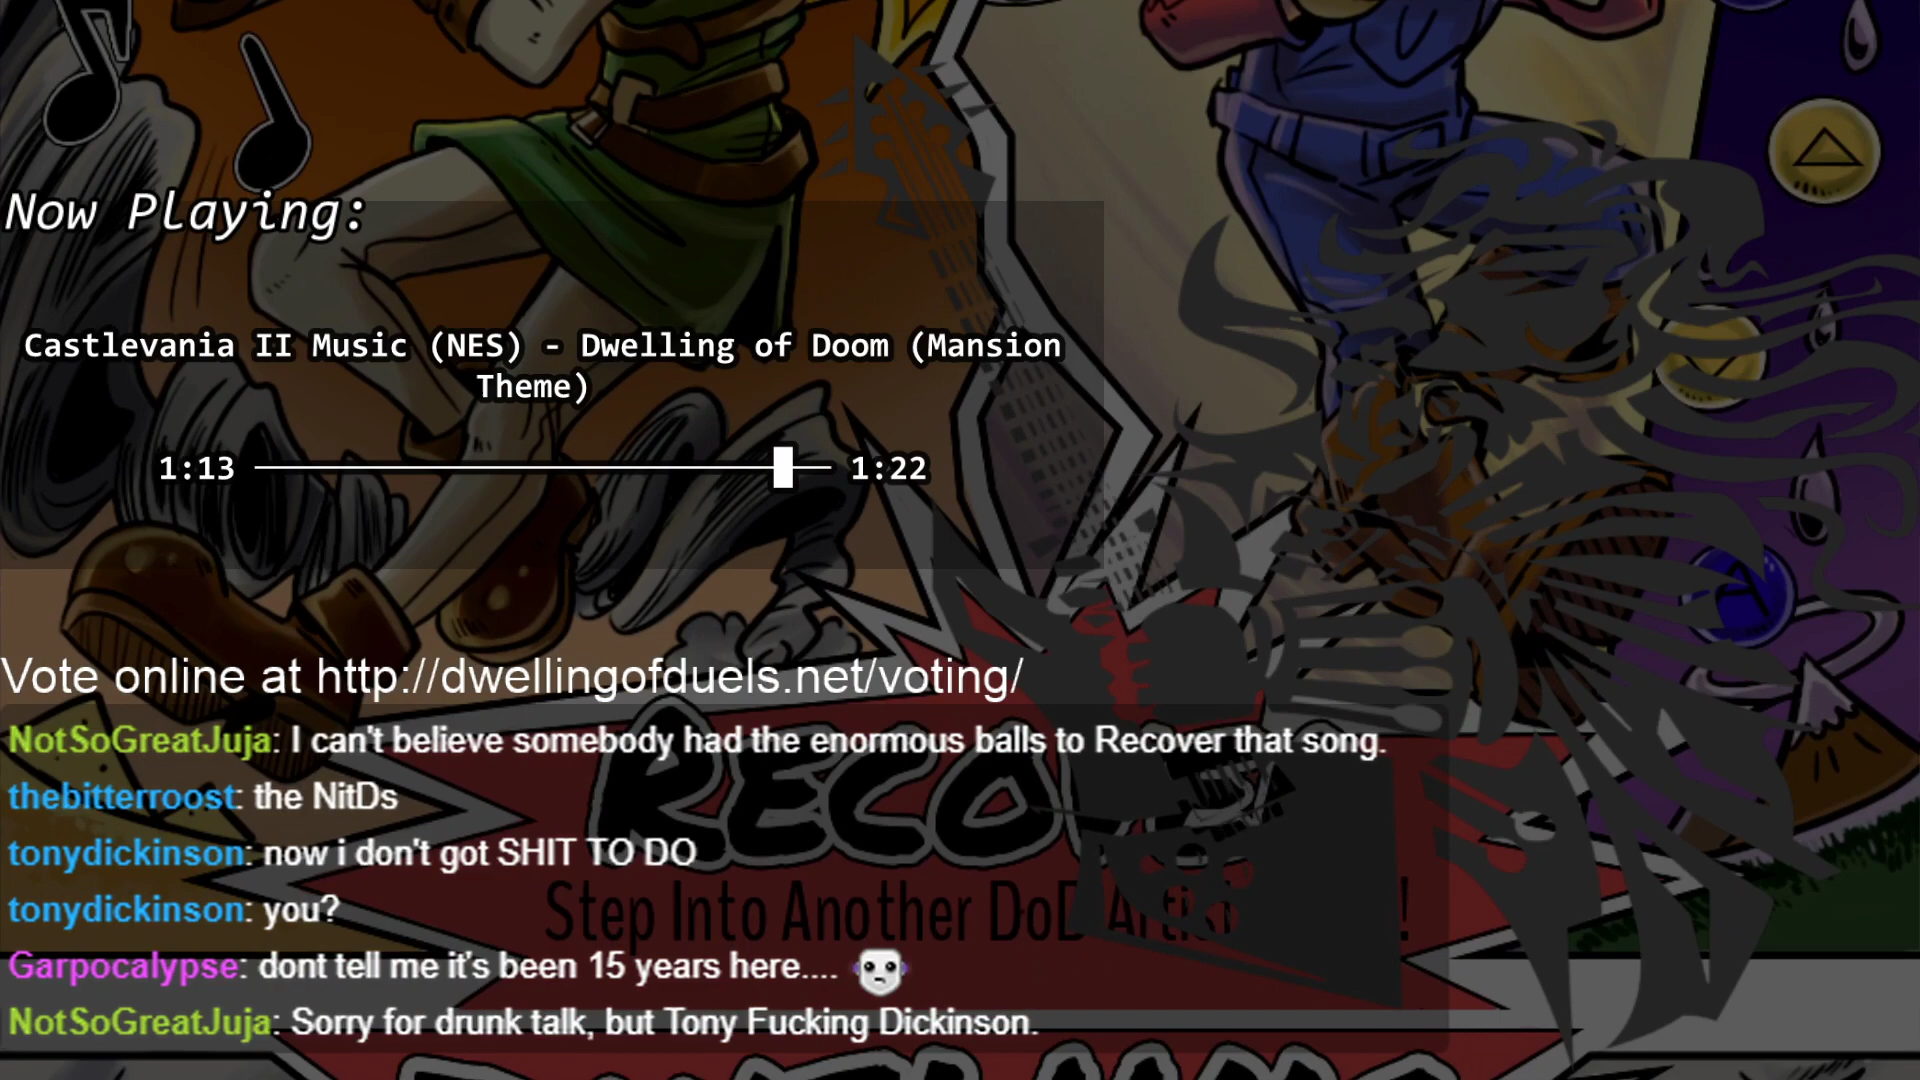 Now Playing:
Castlevania II Music (NES) - Dwelling of Doom (Mansion
Theme)
1:13 1:22
Vote online at http://dwellingofduels.net/voting/
NotSoGreatJuja: I can't believe somebody had the enormous balls to Recover that song.
thebitterroost: the NitDs
tonydickinson: now i don't got SHIT TO DO
tonydickinson: you?
Garpocalypse: dont tell me it's been 15 years here....
NotSoGreatJuja: Sorry for drunk talk, but Tony Fucking Dickinson.
RECO
Step Into Another DoD